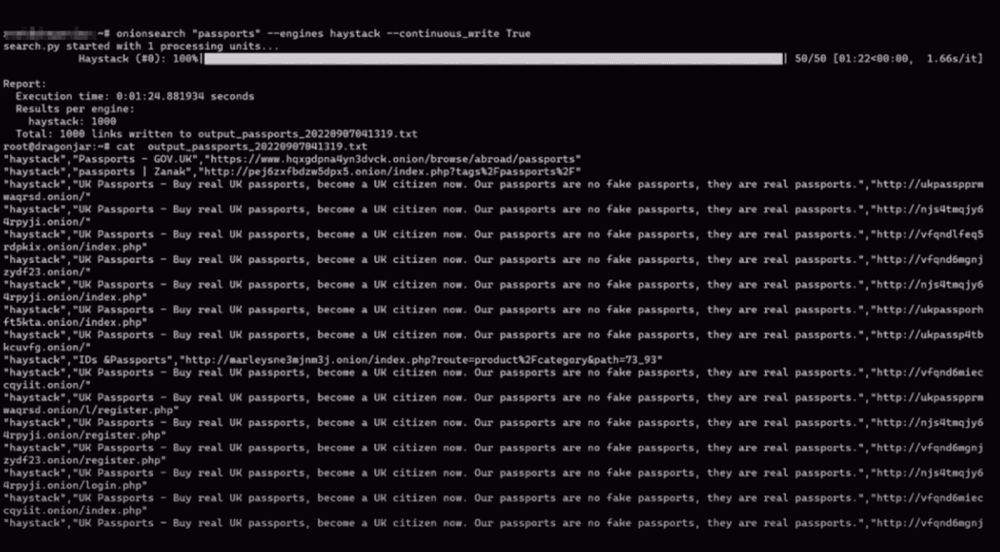 :~# onionsearch "passports" --engines haystack --continuous_write True
search.py started with 1 processing units...
Haystack (#0): 100%| | 50/50 [01:22<00:00, 1.66s/it]
Report:
Execution time: 0:01:24.881934 seconds
Results per engine:
haystack: 1000
Total: 1000 links written to output_passports_20220907041319.txt
root@dragonjar:~# cat output_passports_20220907041319.txt
"haystack","Passports - GOV.UK","https://www.hqxgdpna4yn3dvck.onion/browse/abroad/passports"
"haystack","passports | Zanak","http://pej6zxfbdzw5dpx5.onion/index.php?tags%2Fpassports%2F"
"haystack","UK Passports - Buy real UK passports, become a UK citizen now. Our passports are no fake passports, they are real passports.","http://ukpasspprm
waqrsd.onion/"
"haystack","UK Passports - Buy real UK passports, become a UK citizen now. Our passports are no fake passports, they are real passports.","http://njs4tmqjy6
4rpyji.onion/"
"haystack","UK Passports - Buy real UK passports, become a UK citizen now. Our passports are no fake passports, they are real passports.","http://vfqndlfeq5
rdpkix.onion/index.php"
"haystack","UK Passports - Buy real UK passports, become a UK citizen now. Our passports are no fake passports, they are real passports.","http://vfqnd6mgnj
zydf23.onion/"
"haystack","UK Passports - Buy real UK passports, become a UK citizen now. Our passports are no fake passports, they are real passports.","http://njs4tmqjy6
4rpyji.onion/index.php"
"haystack","UK Passports - Buy real UK passports, become a UK citizen now. Our passports are no fake passports, they are real passports.","http://ukpassporh
ft5kta.onion/index.php"
"haystack","UK Passports - Buy real UK passports, become a UK citizen now. Our passports are no fake passports, they are real passports.","http://ukpassp4tb
kcuvfg.onion/"
"haystack","IDs &Passports","http://marleysne3mjnm3j.onion/index.php?route=product%2Fcategory&path=73_93"
"haystack","UK Passports - Buy real UK passports, become a UK citizen now. Our passports are no fake passports, they are real passports.","http://vfqnd6miec
cqyiit.onion/"
"haystack","UK Passports - Buy real UK passports, become a UK citizen now. Our passports are no fake passports, they are real passports.","http://ukpasspprm
waqrsd.onion/l/register.php"
"haystack","UK Passports - Buy real UK passports, become a UK citizen now. Our passports are no fake passports, they are real passports.","http://njs4tmqjy6
4rpyji.onion/register.php"
"haystack","UK Passports - Buy real UK passports, become a UK citizen now. Our passports are no fake passports, they are real passports.","http://vfqnd6mgnj
zydf23.onion/register.php"
"haystack","UK Passports - Buy real UK passports, become a UK citizen now. Our passports are no fake passports, they are real passports.","http://njs4tmqjy6
4rpyji.onion/login.php"
"haystack","UK Passports - Buy real UK passports, become a UK citizen now. Our passports are no fake passports, they are real passports.","http://vfqnd6miec
cqyiit.onion/index.php"
"haystack","UK Passports - Buy real UK passports, become a UK citizen now. Our passports are no fake passports, they are real passports.","http://vfqnd6mgnj